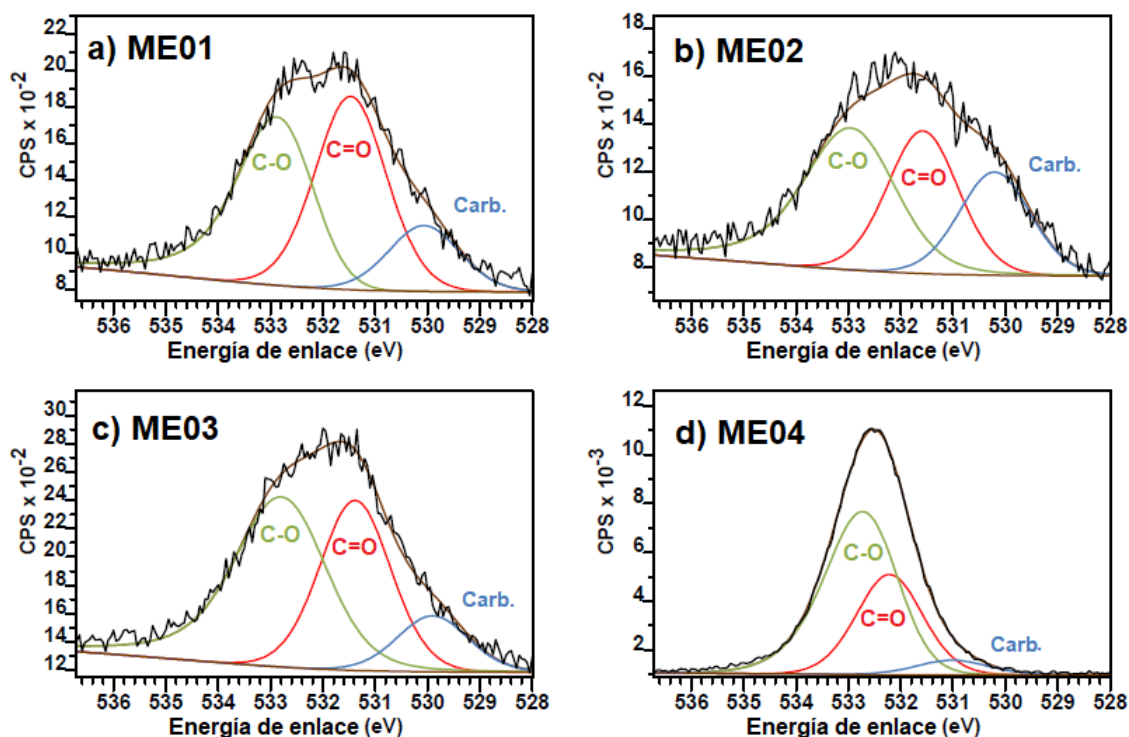 a) ME01
CPS x 10⁻²
22
20
18
16
14
12
10
8
C-O
C=O
Carb.
536 535 534 533 532 531 530 529 528
Energía de enlace (eV)
b) ME02
CPS x 10⁻²
18
16
14
12
10
8
C-O
C=O
Carb.
536 535 534 533 532 531 530 529 528
Energía de enlace (eV)
c) ME03
CPS x 10⁻²
30
28
26
24
22
20
18
16
14
12
C-O
C=O
Carb.
536 535 534 533 532 531 530 529 528
Energía de enlace (eV)
d) ME04
CPS x 10⁻³
12
10
8
6
4
2
C-O
C=O
Carb.
536 535 534 533 532 531 530 529 528
Energía de enlace (eV)